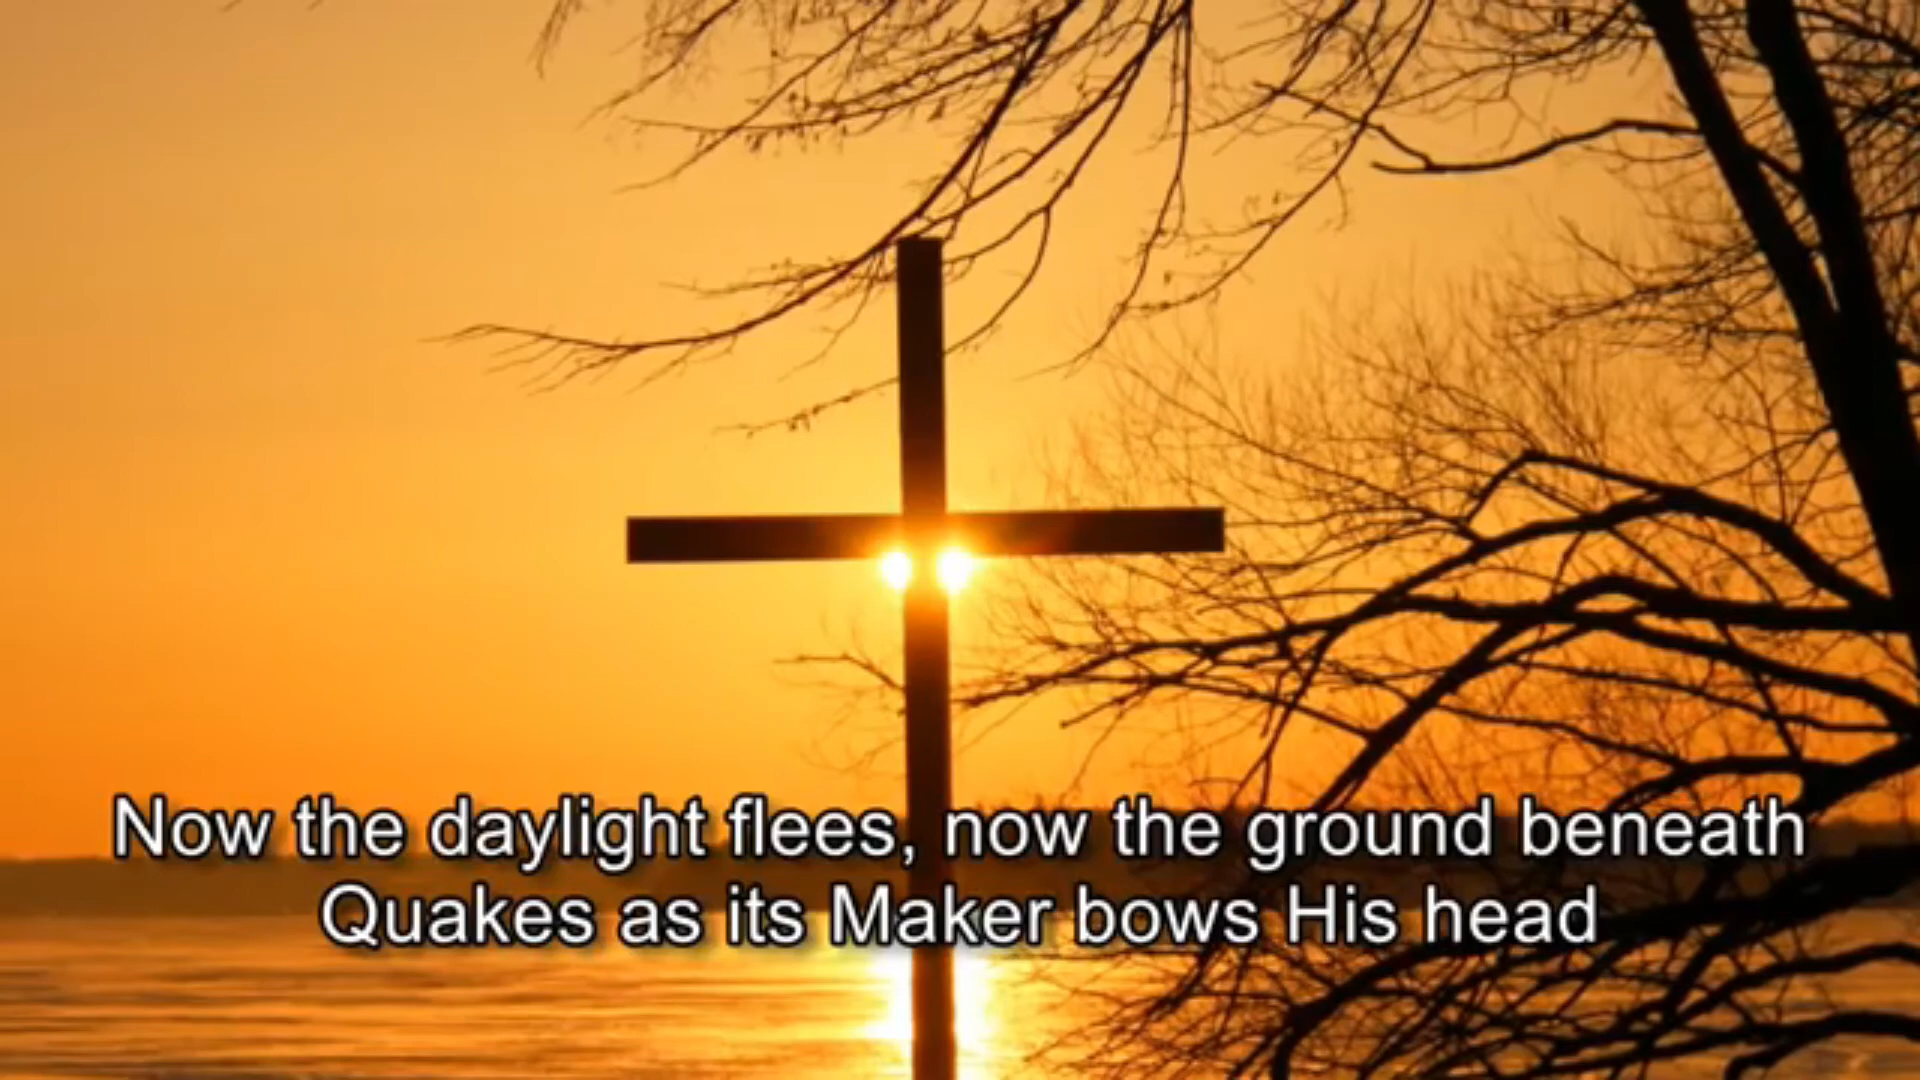 Now the daylight flees, now the ground beneath
Quakes as its Maker bows His head